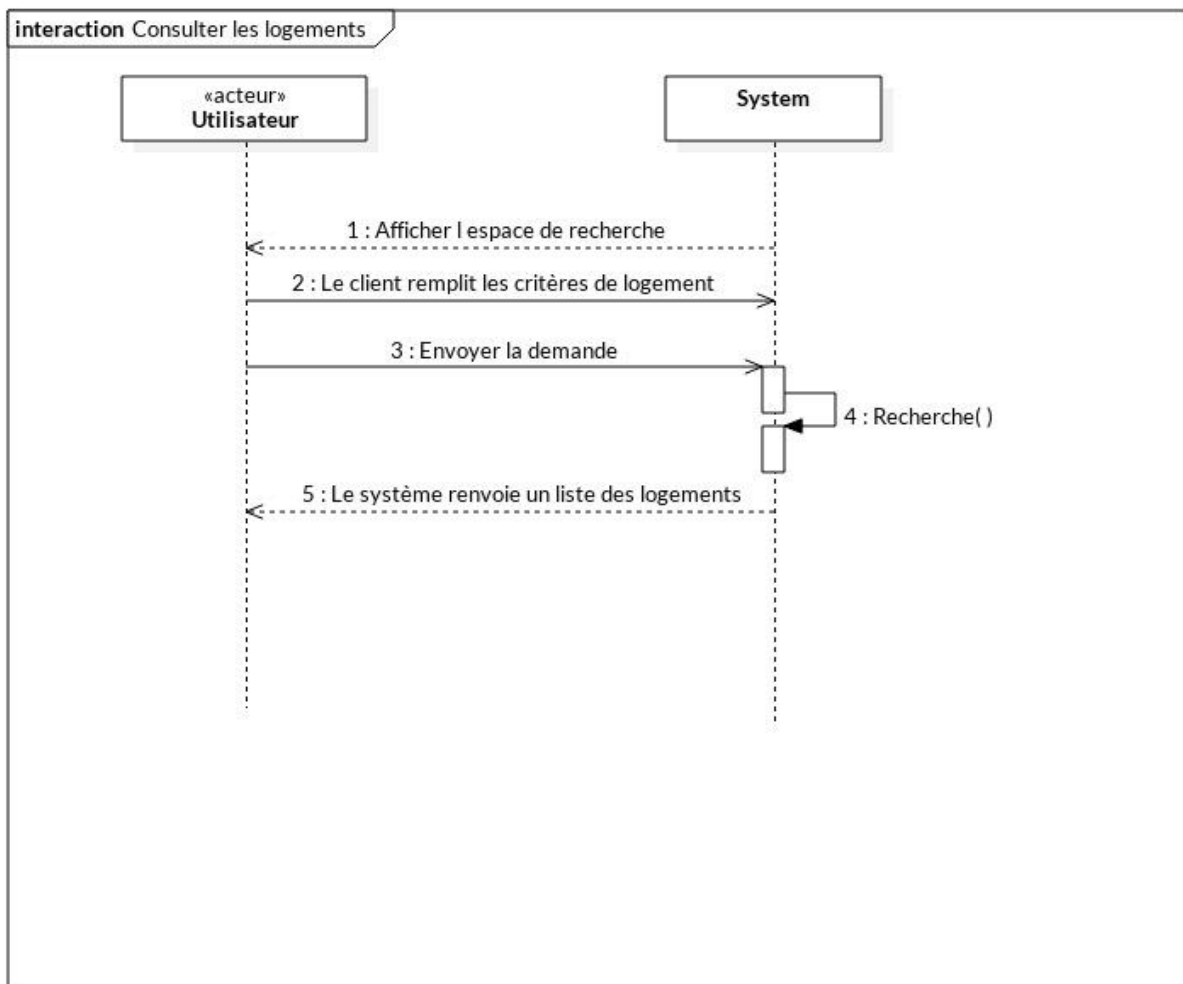 interaction Consulter les logements
«acteur»
Utilisateur
System
1 : Afficher l espace de recherche
2 : Le client remplit les critères de logement
3 : Envoyer la demande
4 : Recherche( )
5 : Le système renvoie un liste des logements